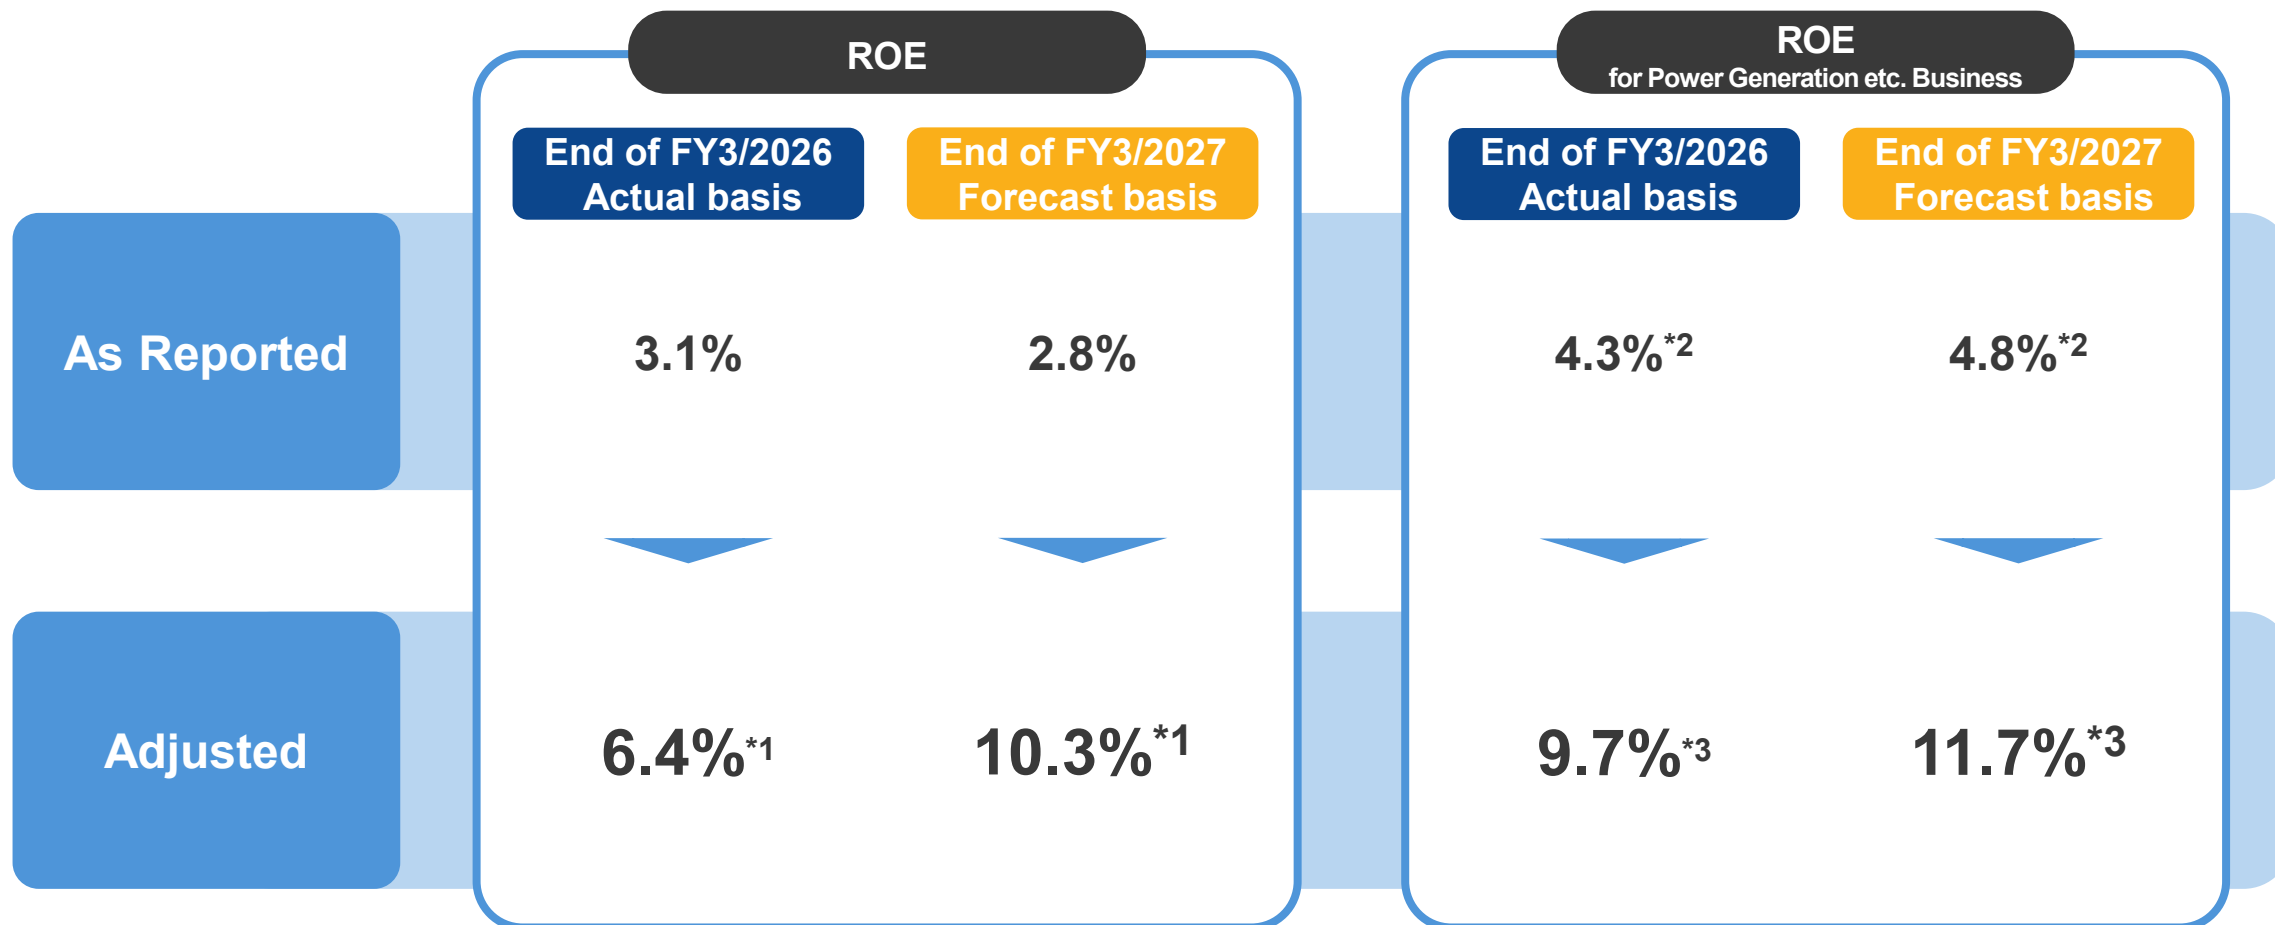 ROE
ROE
for Power Generation etc. Business
End of FY3/2026
Actual basis
End of FY3/2027
Forecast basis
End of FY3/2026
Actual basis
End of FY3/2027
Forecast basis
As Reported
3.1%
2.8%
4.3%*2
4.8%*2
Adjusted
6.4%*1
10.3%*1
9.7%*3
11.7%*3